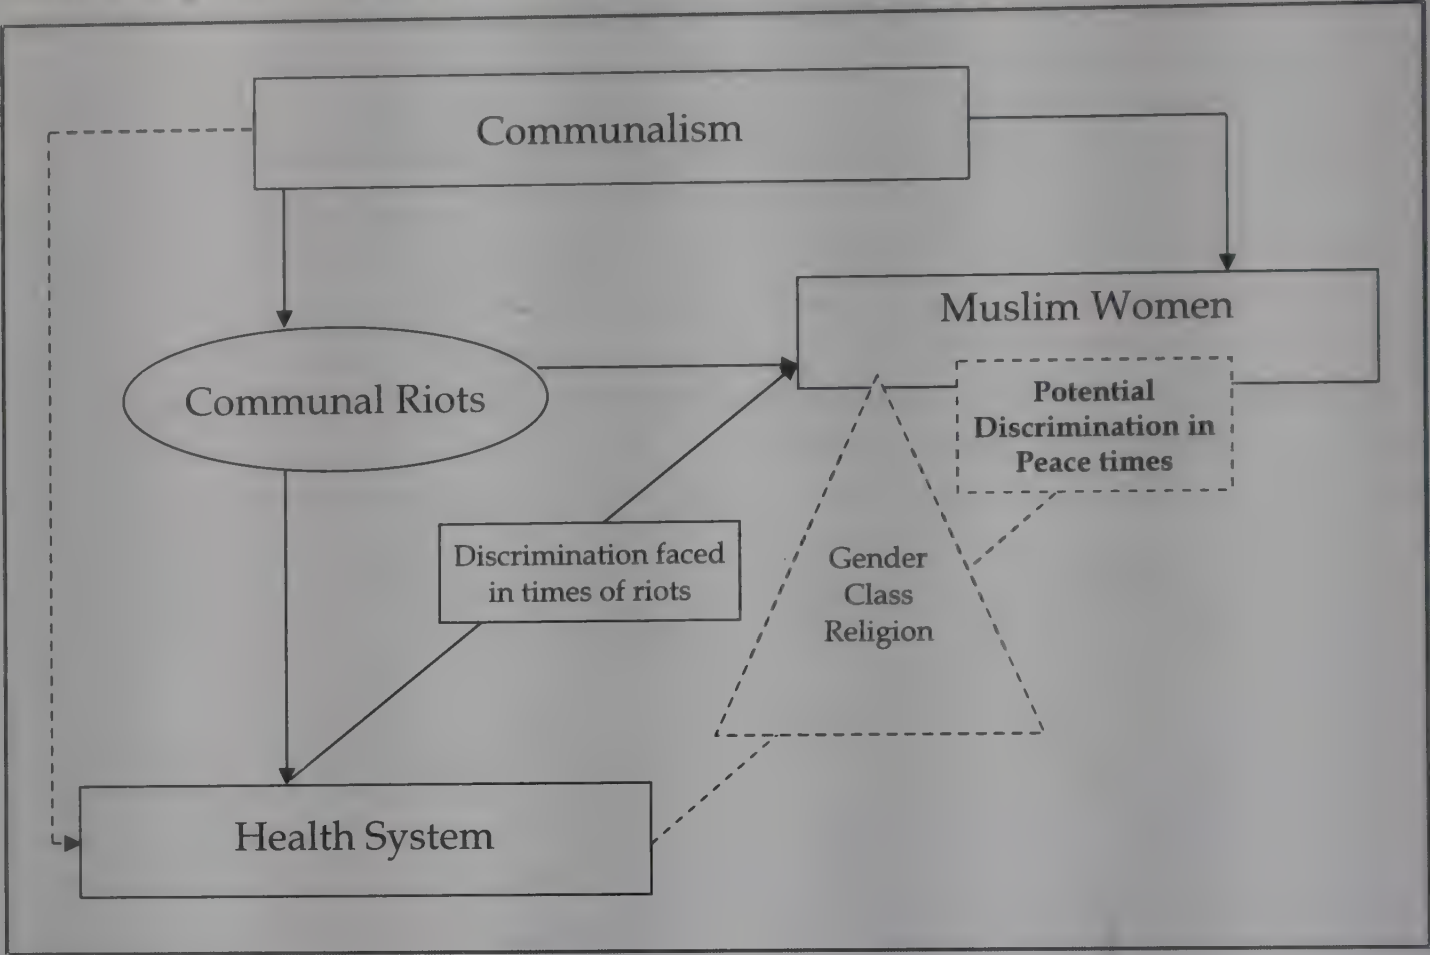 Communalism
Muslim Women
Communal Riots
Potential
Discrimination in
Peace times
Discrimination faced
in times of riots
Gender
Class
Religion
Health System